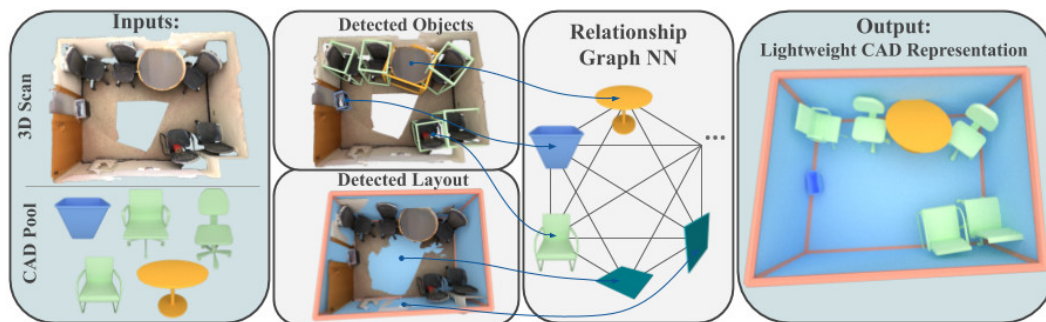 Inputs:
3D Scan
CAD Pool
Detected Objects
Detected Layout
Relationship
Graph NN
...
Output:
Lightweight CAD Representation